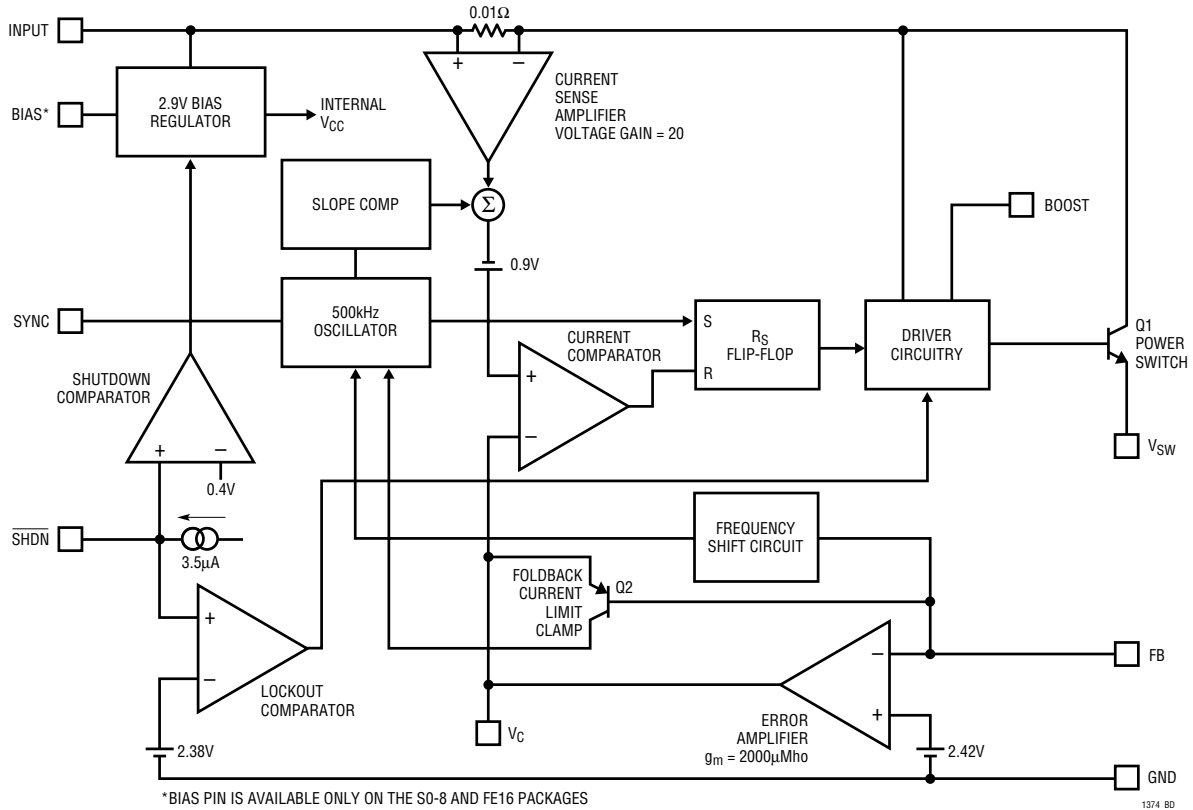 INPUT
0.01Ω
+
–
CURRENT
SENSE
AMPLIFIER
VOLTAGE GAIN = 20
2.9V BIAS
REGULATOR
BIAS*
INTERNAL
VCC
SLOPE COMP
Σ
BOOST
0.9V
SYNC
500kHz
OSCILLATOR
S
RS
FLIP-FLOP
R
DRIVER
CIRCUITRY
Q1
POWER
SWITCH
CURRENT
COMPARATOR
+
–
SHUTDOWN
COMPARATOR
+
–
0.4V
VSW
SHDN
3.5µA
FREQUENCY
SHIFT CIRCUIT
FOLDBACK
CURRENT
LIMIT
CLAMP
Q2
+
–
LOCKOUT
COMPARATOR
–
+
FB
ERROR
AMPLIFIER
gm = 2000µMho
VC
2.38V
2.42V
GND
*BIAS PIN IS AVAILABLE ONLY ON THE S0-8 AND FE16 PACKAGES
1374 BD